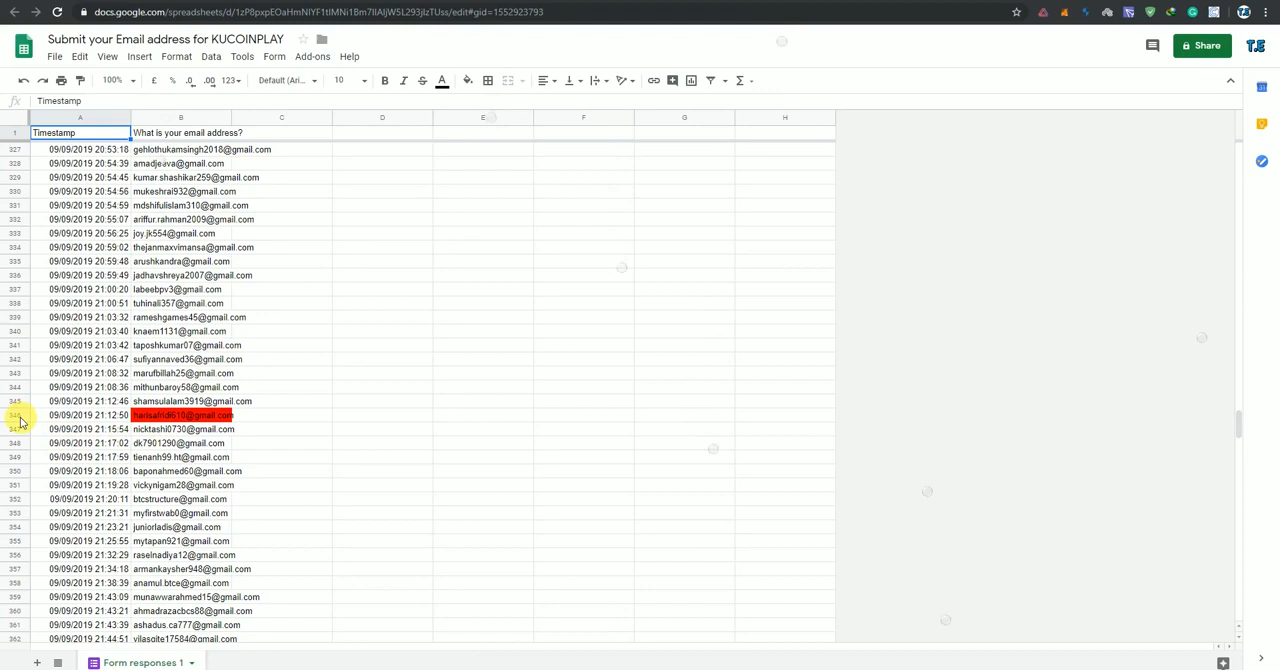 docs.google.com/spreadsheets/d/1zP8pxpEOaHmNIYF1tIMNi1Bm7IIAIjW5L293jIzTUss/edit#gid=1552923793
Submit your Email address for KUCOINPLAY
Share
T.E
File Edit View Insert Format Data Tools Form Add-ons Help
100% £ % .0 .00 123 Default (Ari... 10 B I S A
fx Timestamp
A B C D E F G H
1 Timestamp What is your email address?
327 09/09/2019 20:53:18 gehlothukamsingh2018@gmail.com
328 09/09/2019 20:54:39 amadjeava@gmail.com
329 09/09/2019 20:54:45 kumar.shashikar259@gmail.com
330 09/09/2019 20:54:56 mukeshrai932@gmail.com
331 09/09/2019 20:54:59 mdshifulislam310@gmail.com
332 09/09/2019 20:55:07 ariffur.rahman2009@gmail.com
333 09/09/2019 20:56:25 joy.jk554@gmail.com
334 09/09/2019 20:59:02 thejanmaxvimansa@gmail.com
335 09/09/2019 20:59:48 arushkandra@gmail.com
336 09/09/2019 20:59:49 jadhavshreya2007@gmail.com
337 09/09/2019 21:00:20 labeebpv3@gmail.com
338 09/09/2019 21:00:51 tuhinali357@gmail.com
339 09/09/2019 21:03:32 rameshgames45@gmail.com
340 09/09/2019 21:03:40 knaem1131@gmail.com
341 09/09/2019 21:03:42 taposhkumar07@gmail.com
342 09/09/2019 21:06:47 sufiyannaved36@gmail.com
343 09/09/2019 21:08:32 marufbillah25@gmail.com
344 09/09/2019 21:08:36 mithunbaroy58@gmail.com
345 09/09/2019 21:12:46 shamsulalam3919@gmail.com
346 09/09/2019 21:12:50 harisafridi610@gmail.com
347 09/09/2019 21:15:54 nicktashi0730@gmail.com
348 09/09/2019 21:17:02 dk7901290@gmail.com
349 09/09/2019 21:17:59 tienanh99.ht@gmail.com
350 09/09/2019 21:18:06 baponahmed60@gmail.com
351 09/09/2019 21:19:28 vickynigam28@gmail.com
352 09/09/2019 21:20:11 btcstructure@gmail.com
353 09/09/2019 21:21:31 myfirstwab0@gmail.com
354 09/09/2019 21:23:21 juniorladis@gmail.com
355 09/09/2019 21:25:55 mytapan921@gmail.com
356 09/09/2019 21:32:29 raselnadiya12@gmail.com
357 09/09/2019 21:34:18 armankaysher948@gmail.com
358 09/09/2019 21:38:39 anamul.btce@gmail.com
359 09/09/2019 21:43:09 munawwarahmed15@gmail.com
360 09/09/2019 21:43:21 ahmadrazacbcs88@gmail.com
361 09/09/2019 21:43:39 ashadus.ca777@gmail.com
362 09/09/2019 21:44:51 vilasgite17584@gmail.com
Form responses 1